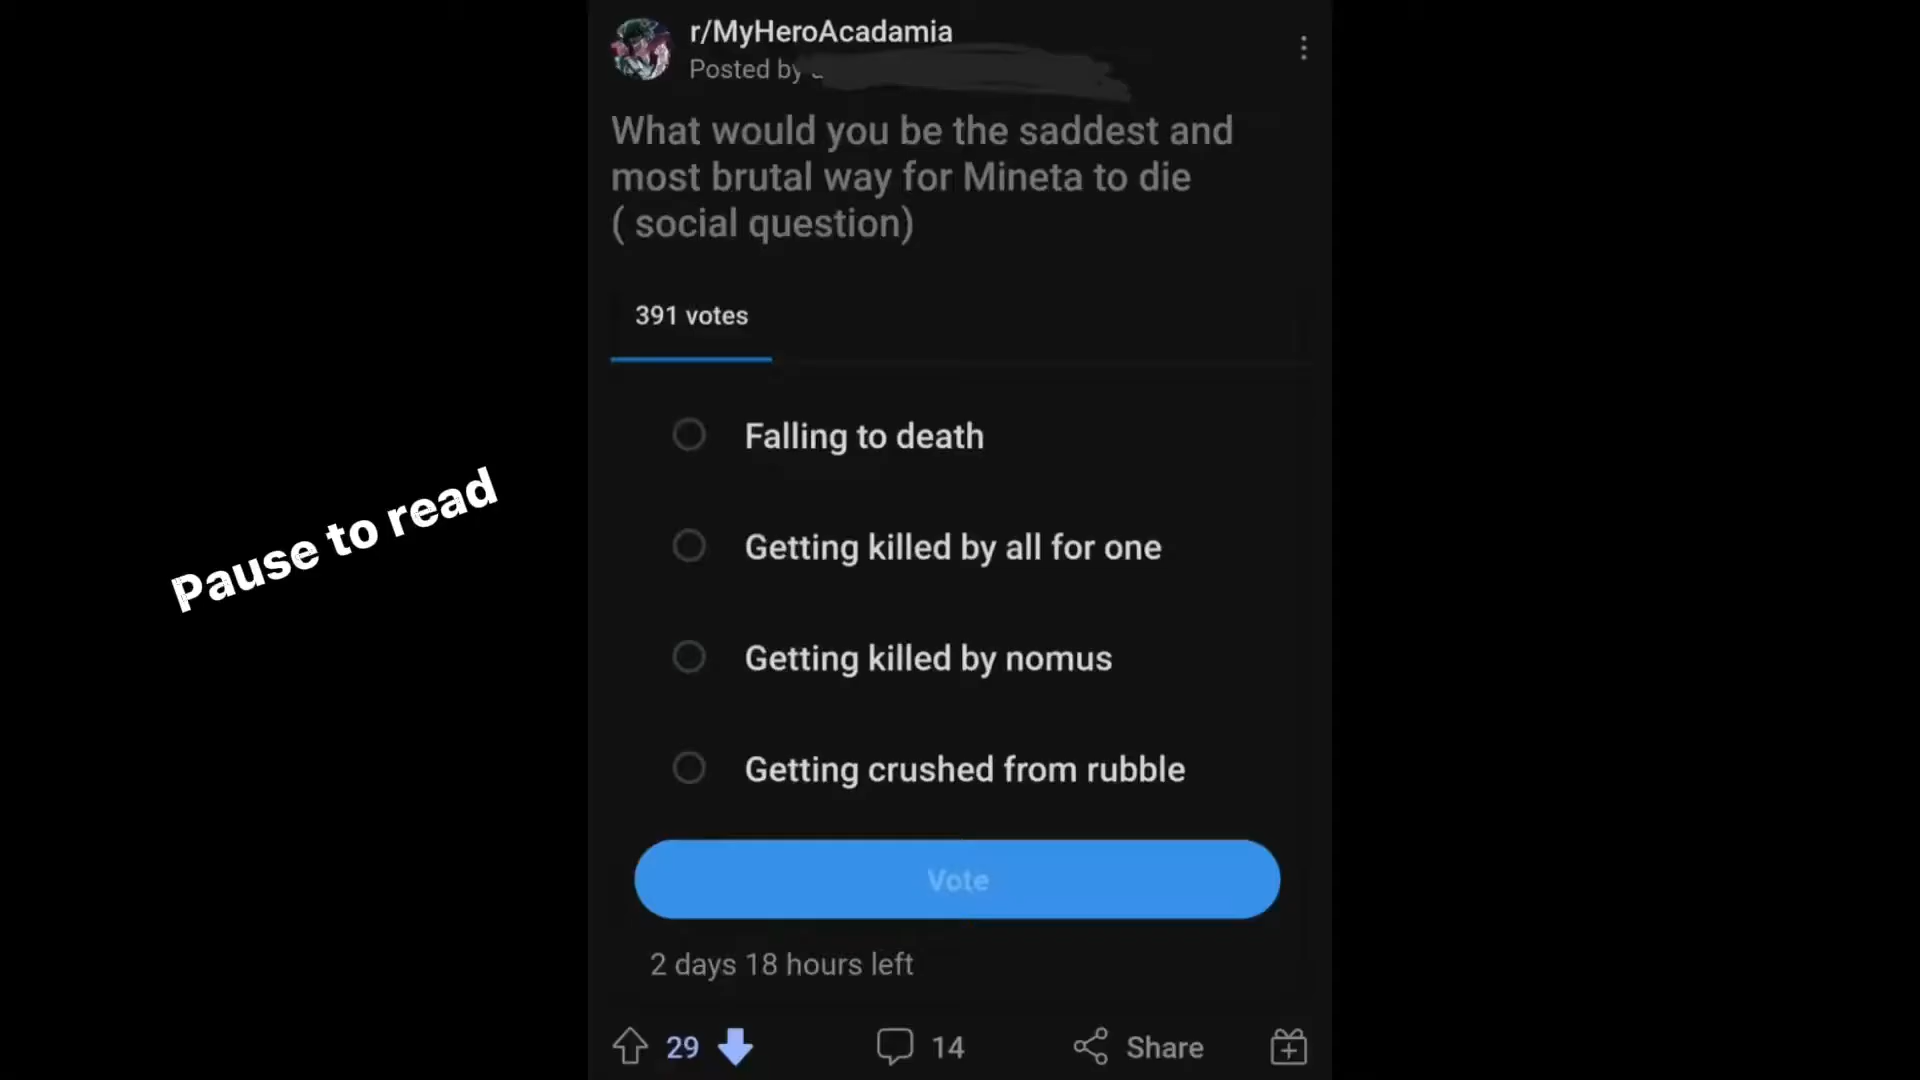 r/MyHeroAcadamia
Posted by
What would you be the saddest and
most brutal way for Mineta to die
( social question)
391 votes
Falling to death
Getting killed by all for one
Pause to read
Getting killed by nomus
Getting crushed from rubble
Vote
2 days 18 hours left
29
14
Share